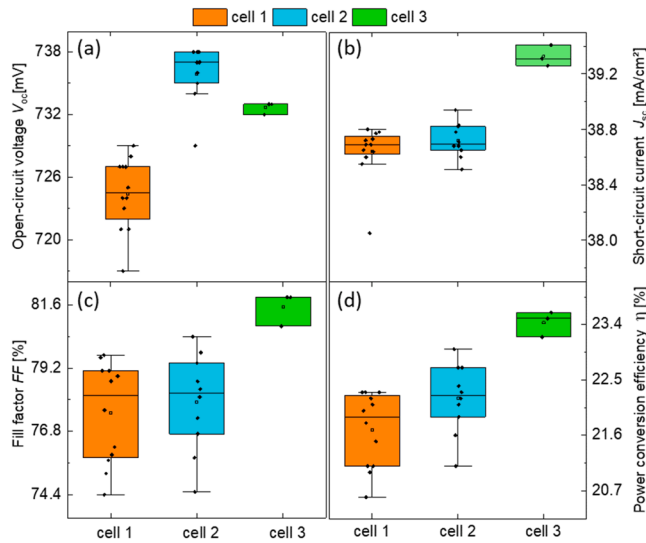 cell 1 cell 2 cell 3
(a)
(b)
Open-circuit voltage Voc[mV]
738
732
726
720
39.2
38.8
38.4
38.0
Short-circuit current Jsc [mA/cm²]
(c)
(d)
Fill factor FF [%]
81.6
79.2
76.8
74.4
23.4
22.5
21.6
20.7
Power conversion efficiency η [%]
cell 1 cell 2 cell 3
cell 1 cell 2 cell 3